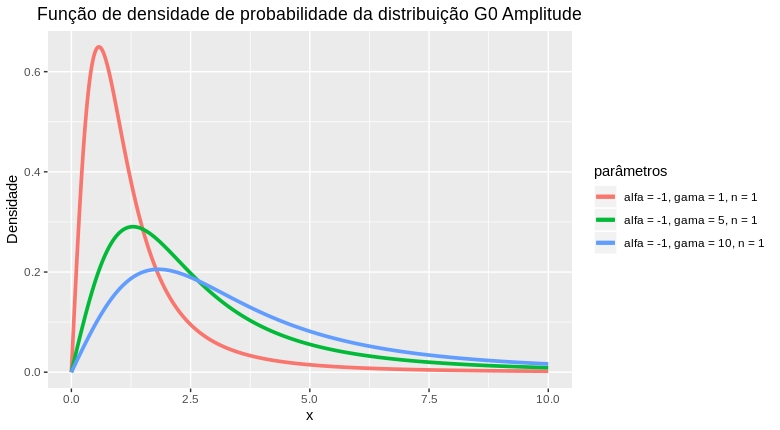 Função de densidade de probabilidade da distribuição G0 Amplitude
Densidade
0.6
0.4
0.2
0.0
0.0 2.5 5.0 7.5 10.0
x
parâmetros
alfa = -1, gama = 1, n = 1
alfa = -1, gama = 5, n = 1
alfa = -1, gama = 10, n = 1